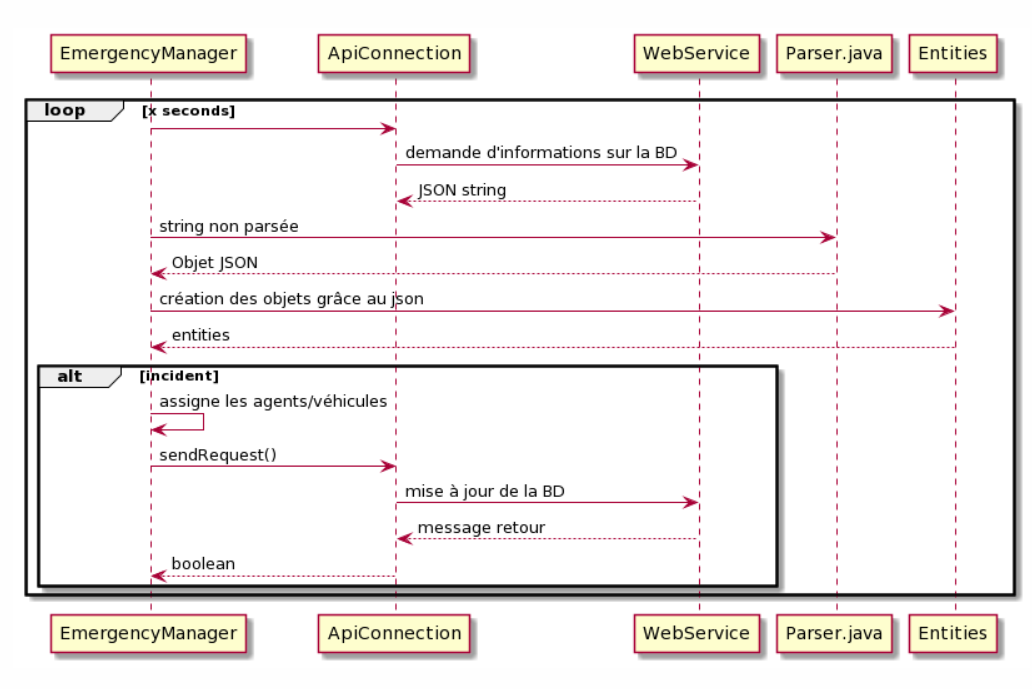 EmergencyManager ApiConnection WebService Parser.java Entities
loop [x seconds]
demande d'informations sur la BD
JSON string
string non parsée
Objet JSON
création des objets grâce au json
entities
alt [incident]
assigne les agents/véhicules
sendRequest()
mise à jour de la BD
message retour
boolean
EmergencyManager ApiConnection WebService Parser.java Entities